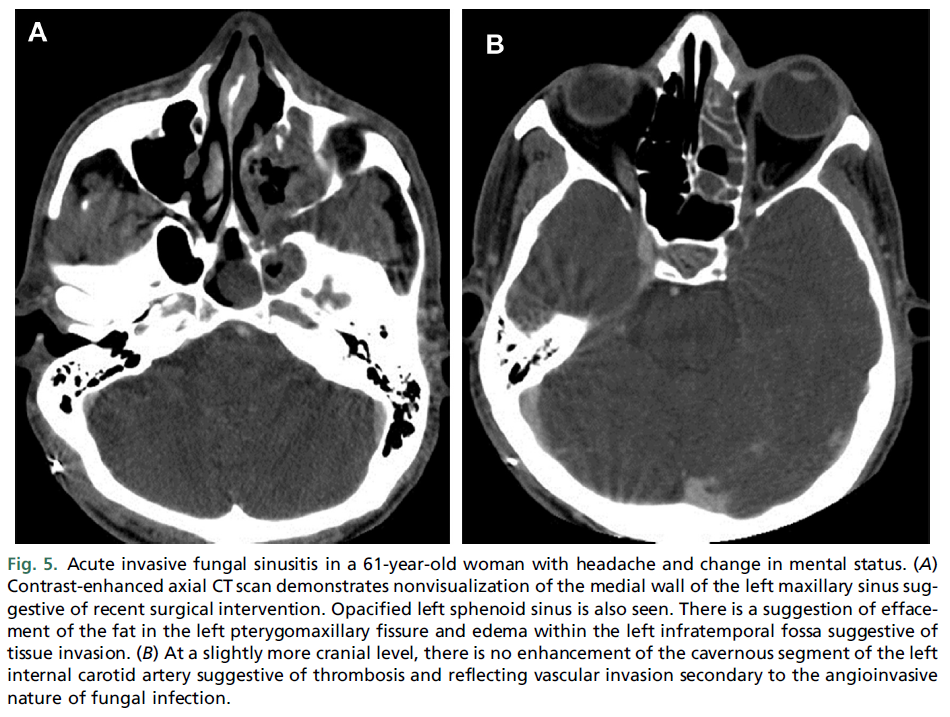 A
B
Fig. 5. Acute invasive fungal sinusitis in a 61-year-old woman with headache and change in mental status. (A)
Contrast-enhanced axial CT scan demonstrates nonvisualization of the medial wall of the left maxillary sinus sug-
gestive of recent surgical intervention. Opacified left sphenoid sinus is also seen. There is a suggestion of efface-
ment of the fat in the left pterygomaxillary fissure and edema within the left infratemporal fossa suggestive of
tissue invasion. (B) At a slightly more cranial level, there is no enhancement of the cavernous segment of the left
internal carotid artery suggestive of thrombosis and reflecting vascular invasion secondary to the angioinvasive
nature of fungal infection.